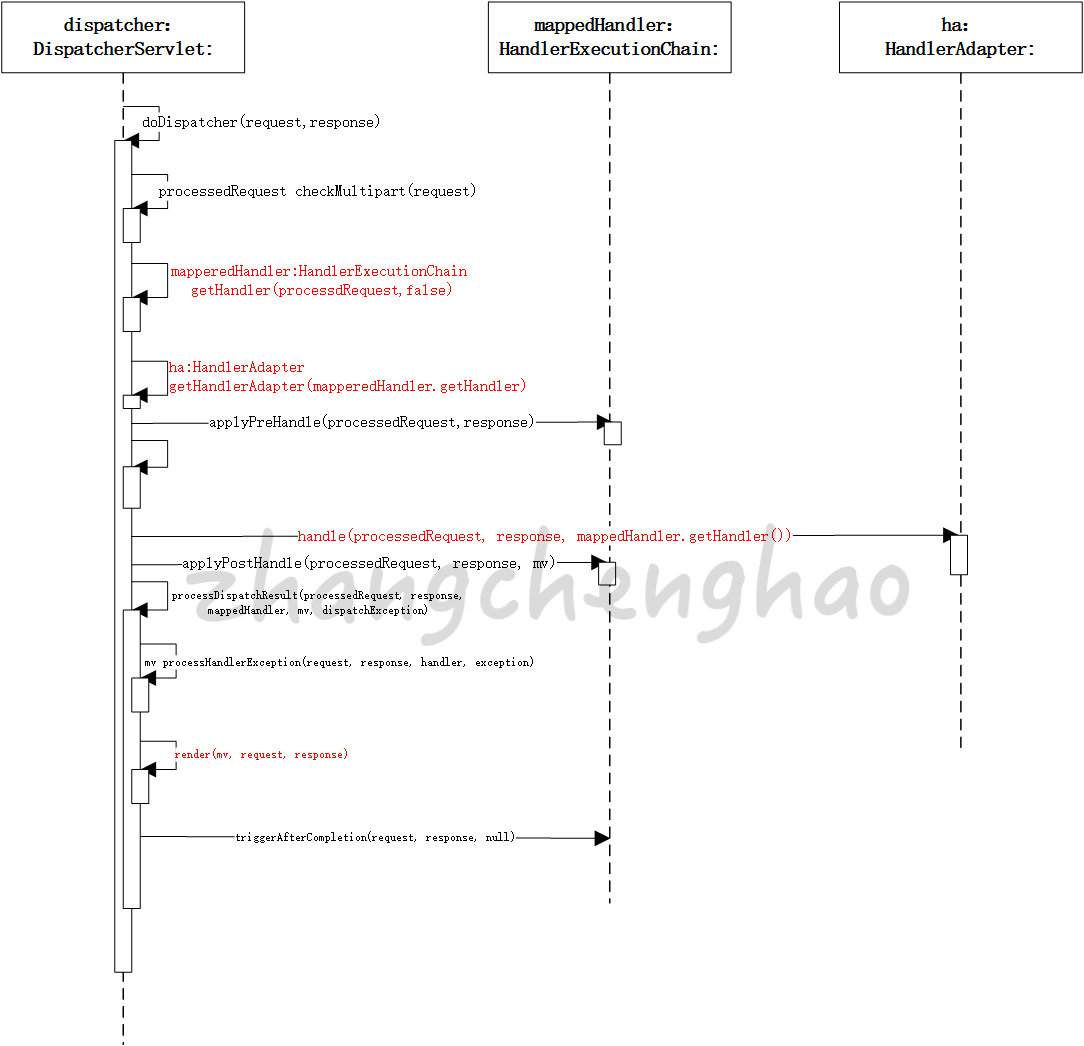 dispatcher:
DispatcherServlet:
mappedHandler:
HandlerExecutionChain:
ha:
HandlerAdapter:
doDispatcher(request,response)
processedRequest checkMultipart(request)
mapperedHandler:HandlerExecutionChain
getHandler(processdRequest,false)
ha:HandlerAdapter
getHandlerAdapter(mapperedHandler.getHandler)
applyPreHandle(processedRequest,response)
handle(processedRequest, response, mappedHandler.getHandler())
applyPostHandle(processedRequest, response, mv)
processDispatchResult(processedRequest, response,
mappedHandler, mv, dispatchException)
zhangchenghao
mv processHandlerException(request, response, handler, exception)
render(mv, request, response)
triggerAfterCompletion(request, response, null)